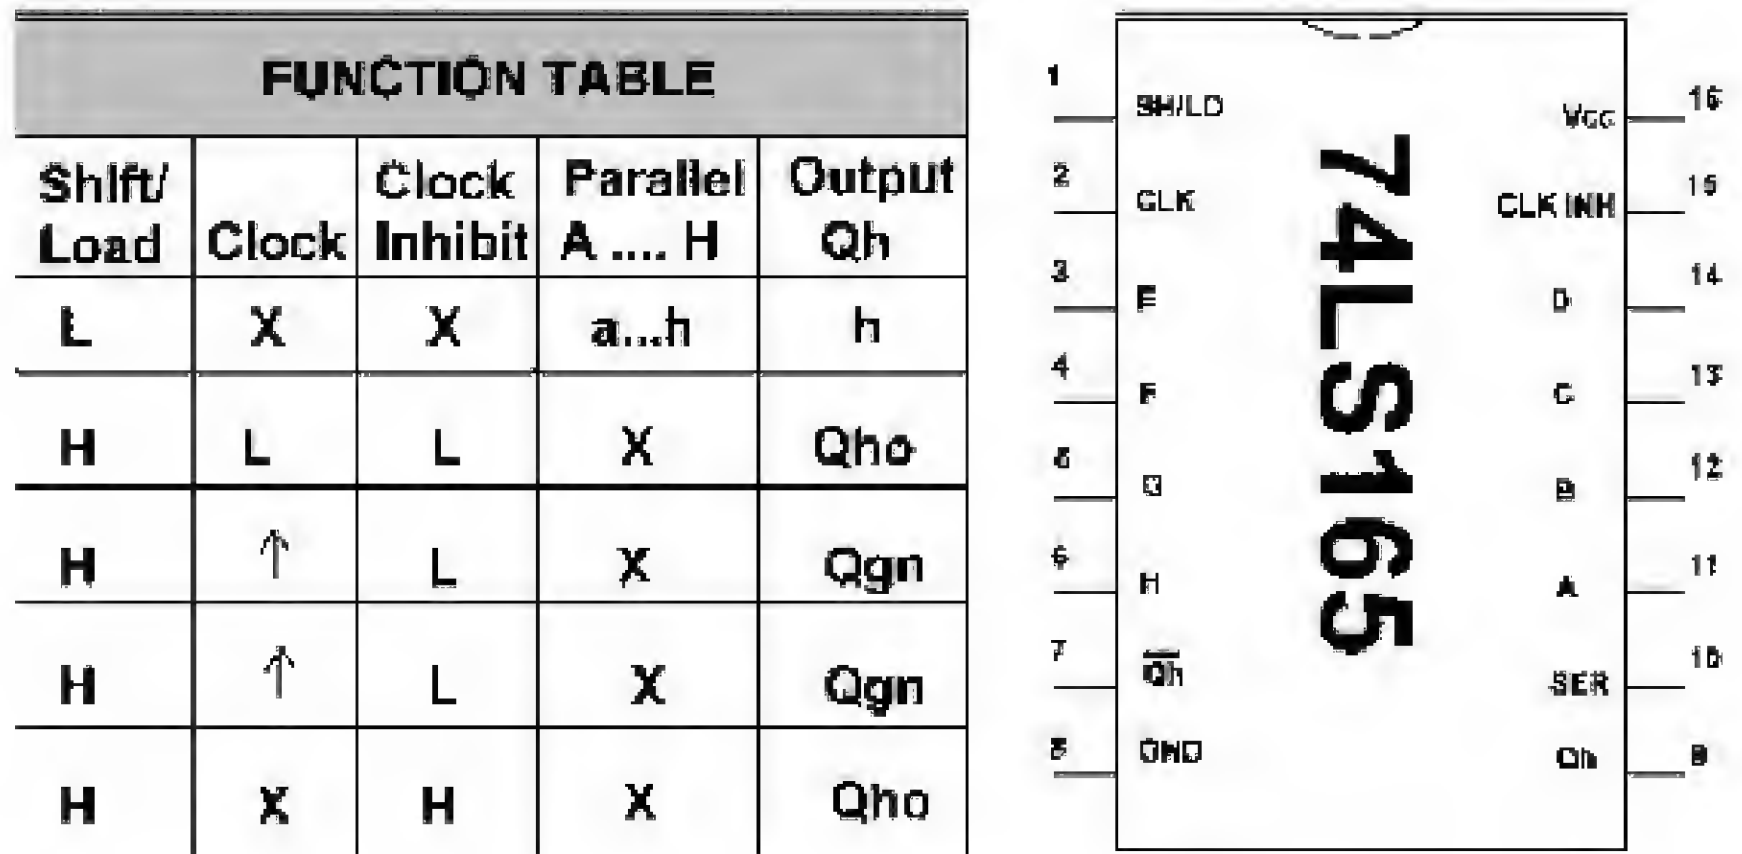 FUNCTION TABLE
Shift/ Load Clock Clock Inhibit Parallel A .... H Output Qh
L X X a...h h
H L L X Qho
H ↑ L X Qgn
H ↑ L X Qgn
H X H X Qho
74LS165
1 SH/LD Vcc 16
2 CLK CLK INH 15
3 E D 14
4 F C 13
5 G B 12
6 H A 11
7 Q̅h̅ SER 10
8 GND Qh 9